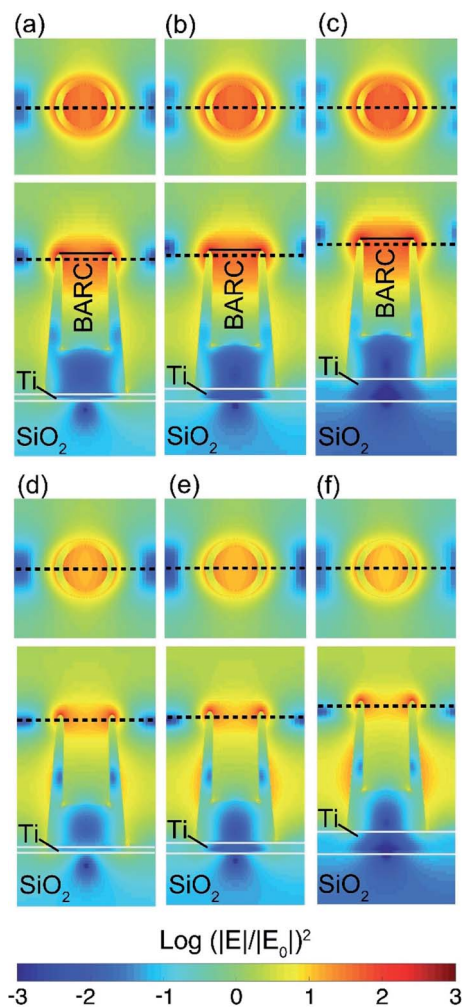 (a) (b) (c)
BARC BARC BARC
Ti Ti Ti
SiO₂ SiO₂ SiO₂
(d) (e) (f)
Ti Ti Ti
SiO₂ SiO₂ SiO₂
Log (|E|/|E₀|)²
-3 -2 -1 0 1 2 3